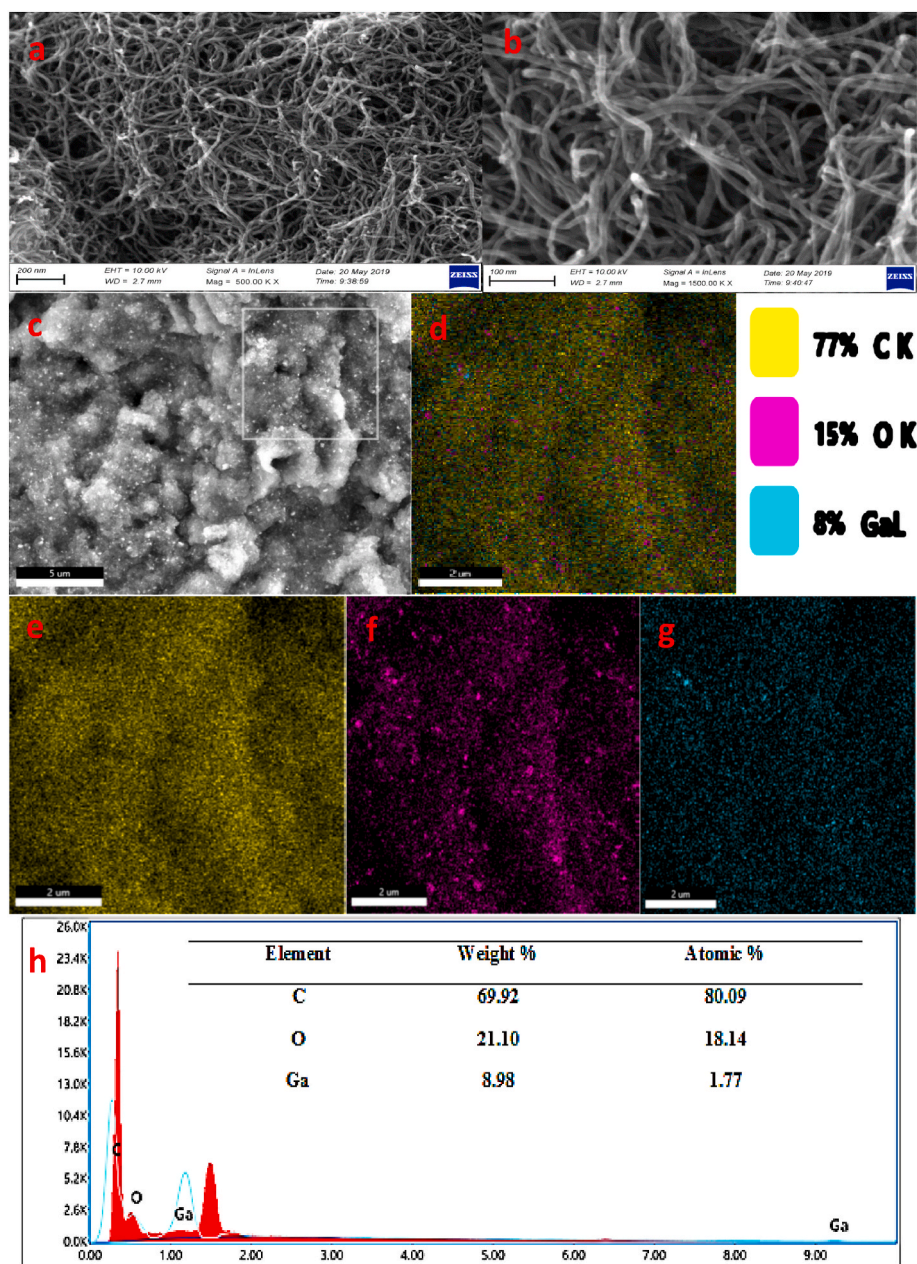 a
b
200 nm
EHT = 10.00 kV
WD = 2.7 mm
Signal A = InLens
Mag = 500.00 K X
Date: 20 May 2019
Time: 9:38:59
ZEISS
100 nm
EHT = 10.00 kV
WD = 2.7 mm
Signal A = InLens
Mag = 1500.00 K X
Date: 20 May 2019
Time: 9:40:47
ZEISS
c
5 um
d
2 um
77% C K
15% O K
8% GaL
e
2 um
f
2 um
g
2 um
h
Element Weight % Atomic %
C 69.92 80.09
O 21.10 18.14
Ga 8.98 1.77
26.0K
23.4K
20.8K
18.2K
15.6K
13.0K
10.4K
7.8K
5.2K
2.6K
0.0K
C
O
Ga
Ga
0.00 1.00 2.00 3.00 4.00 5.00 6.00 7.00 8.00 9.00